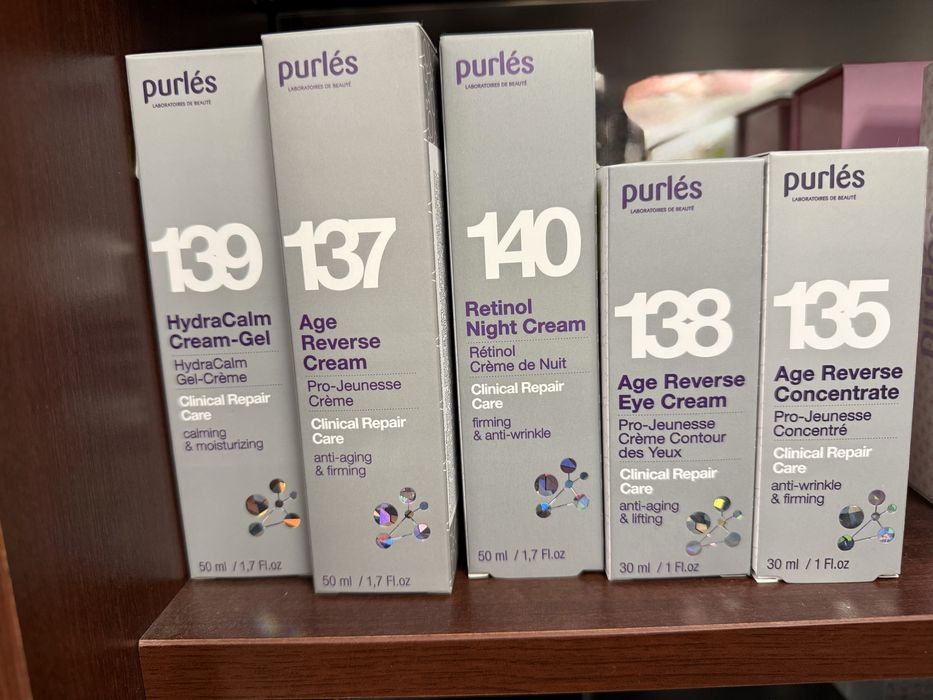 purlés
LABORATOIRES DE BEAUTÉ
139
HydraCalm
Cream-Gel
HydraCalm
Gel-Crème
Clinical Repair
Care
calming
& moisturizing
50 ml / 1,7 Fl.oz
purlés
LABORATOIRES DE BEAUTÉ
137
Age
Reverse
Cream
Pro-Jeunesse
Crème
Clinical Repair
Care
anti-aging
& firming
50 ml / 1,7 Fl.oz
purlés
LABORATOIRES DE BEAUTÉ
140
Retinol
Night Cream
Rétinol
Crème de Nuit
Clinical Repair
Care
firming
& anti-wrinkle
50 ml / 1,7 Fl.oz
purlés
LABORATOIRES DE BEAUTÉ
138
Age Reverse
Eye Cream
Pro-Jeunesse
Crème Contour
des Yeux
Clinical Repair
Care
anti-aging
& lifting
30 ml / 1 Fl.oz
purlés
LABORATOIRES DE BEAUTÉ
135
Age Reverse
Concentrate
Pro-Jeunesse
Concentré
Clinical Repair
Care
anti-wrinkle
& firming
30 ml / 1 Fl.oz